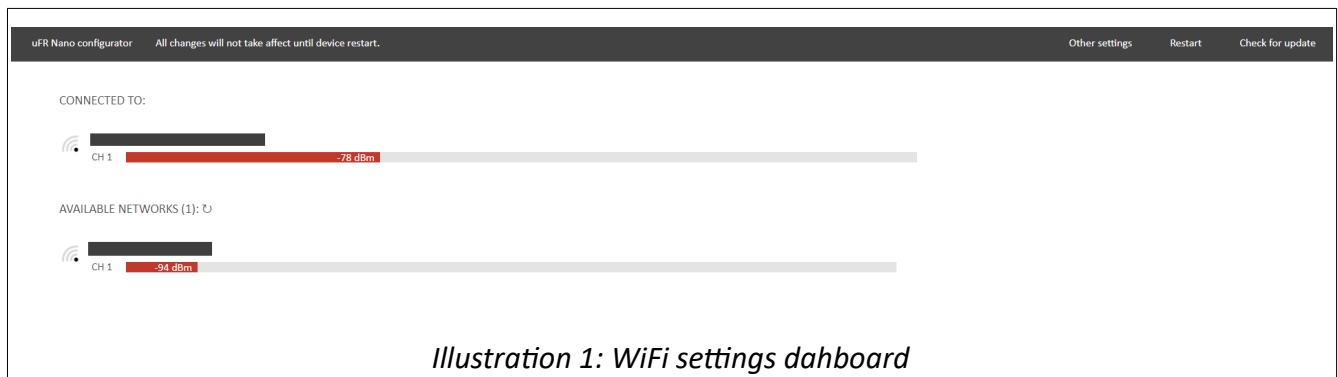 uFR Nano configurator All changes will not take affect until device restart. Other settings Restart Check for update
CONNECTED TO:
CH 1 -78 dBm
AVAILABLE NETWORKS (1):
CH 1 -94 dBm
Illustration 1: WiFi settings dahboard